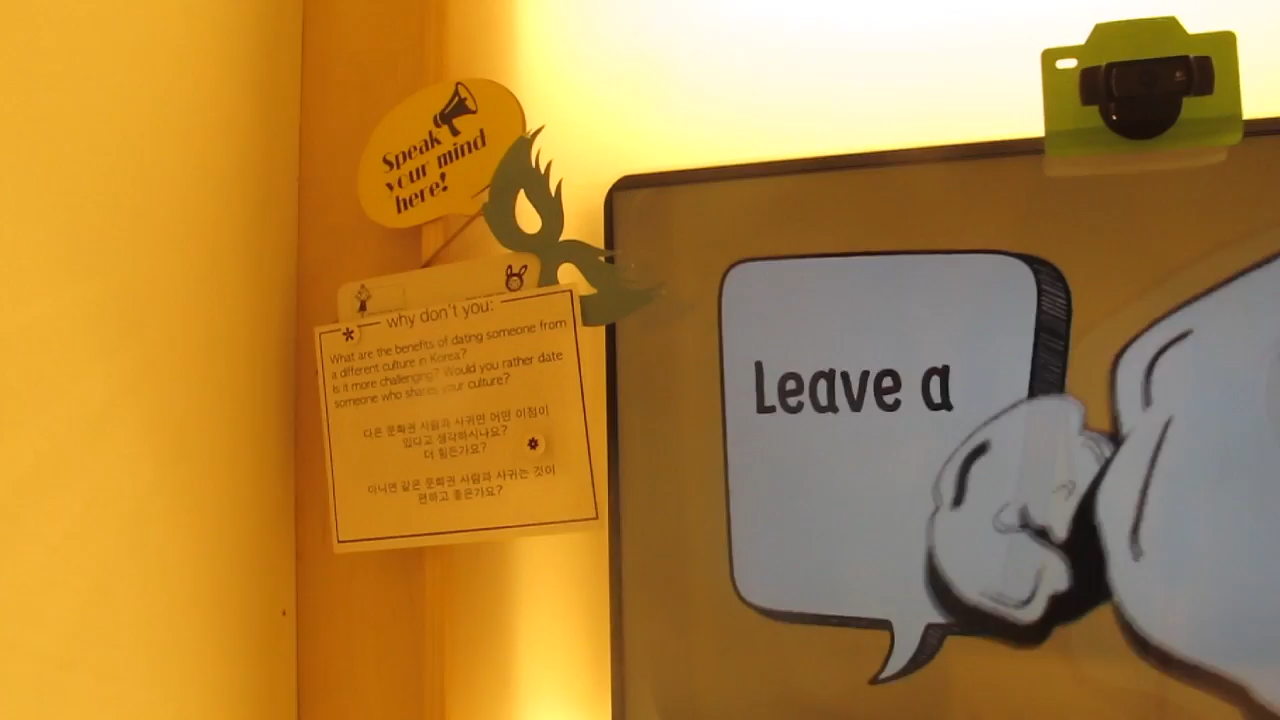 Speak
your mind
here!
why don't you:
What are the benefits of dating someone from
a different culture in Korea?
Is it more challenging? Would you rather date
someone who shares your culture?
다른 문화권 사람과 사귀면 어떤 이점이
있다고 생각하시나요?
더 힘든가요?
아니면 같은 문화권 사람과 사귀는 것이
편하고 좋은가요?
Leave a